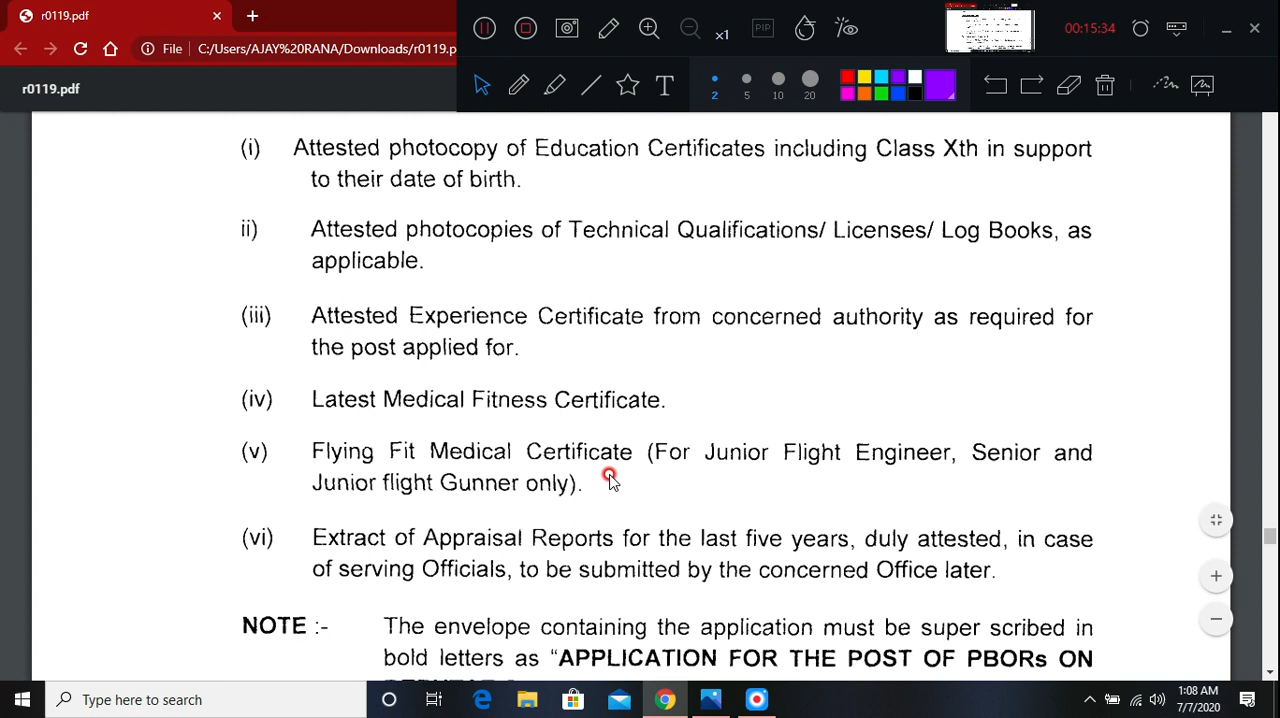 r0119.pdf
x1
PIP
00:15:34
File C:/Users/AJAY%20RANA/Downloads/r0119.p
r0119.pdf
T
2 5 10 20
(i) Attested photocopy of Education Certificates including Class Xth in support
to their date of birth.
ii) Attested photocopies of Technical Qualifications/ Licenses/ Log Books, as
applicable.
(iii) Attested Experience Certificate from concerned authority as required for
the post applied for.
(iv) Latest Medical Fitness Certificate.
(v) Flying Fit Medical Certificate (For Junior Flight Engineer, Senior and
Junior flight Gunner only).
(vi) Extract of Appraisal Reports for the last five years, duly attested, in case
of serving Officials, to be submitted by the concerned Office later.
NOTE :- The envelope containing the application must be super scribed in
bold letters as “APPLICATION FOR THE POST OF PBORs ON
Type here to search
1:08 AM
7/7/2020